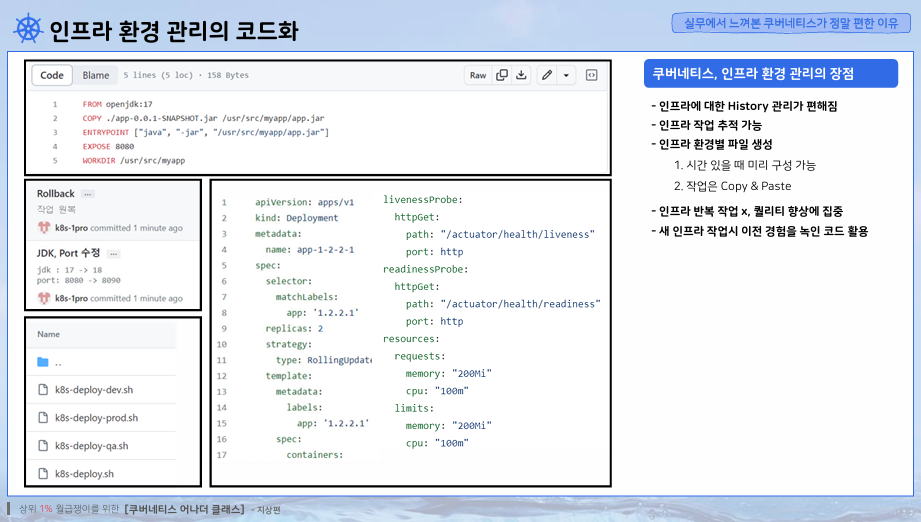 인프라 환경 관리의 코드화
실무에서 느껴본 쿠버네티스가 정말 편한 이유
Code Blame 5 lines (5 loc) · 158 Bytes Raw
1 FROM openjdk:17
2 COPY ./app-0.0.1-SNAPSHOT.jar /usr/src/myapp/app.jar
3 ENTRYPOINT ["java", "-jar", "/usr/src/myapp/app.jar"]
4 EXPOSE 8080
5 WORKDIR /usr/src/myapp
Rollback ...
작업 원복
k8s-1pro committed 1 minute ago
JDK, Port 수정 ...
jdk : 17 -> 18
port: 8080 -> 8090
k8s-1pro committed 1 minute ago
Name
..
k8s-deploy-dev.sh
k8s-deploy-prod.sh
k8s-deploy-qa.sh
k8s-deploy.sh
1 apiVersion: apps/v1
2 kind: Deployment
3 metadata:
4 name: app-1-2-2-1
5 spec:
6 selector:
7 matchLabels:
8 app: '1.2.2.1'
9 replicas: 2
10 strategy:
11 type: RollingUpdate
12 template:
13 metadata:
14 labels:
15 app: '1.2.2.1'
16 spec:
17 containers:
livenessProbe:
httpGet:
path: "/actuator/health/liveness"
port: http
readinessProbe:
httpGet:
path: "/actuator/health/readiness"
port: http
resources:
requests:
memory: "200Mi"
cpu: "100m"
limits:
memory: "200Mi"
cpu: "100m"
쿠버네티스, 인프라 환경 관리의 장점
- 인프라에 대한 History 관리가 편해짐
- 인프라 작업 추적 가능
- 인프라 환경별 파일 생성
1. 시간 있을 때 미리 구성 가능
2. 작업은 Copy & Paste
- 인프라 반복 작업 x, 퀄리티 향상에 집중
- 새 인프라 작업시 이전 경험을 녹인 코드 활용
상위 1% 월급쟁이를 위한 [쿠버네티스 어나더 클래스] - 지상편